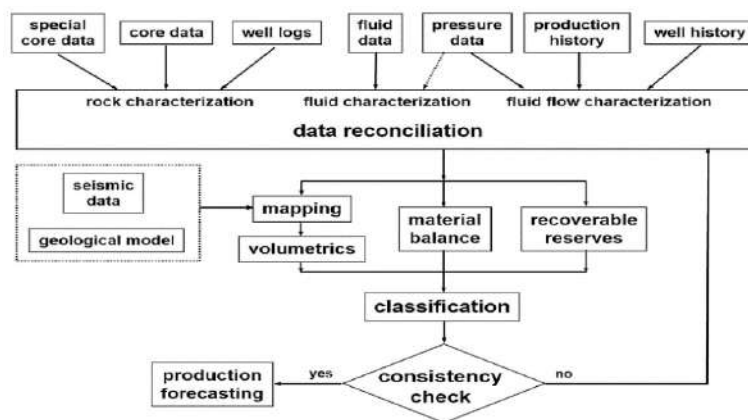 special
core data
core data
well logs
fluid
data
pressure
data
production
history
well history
rock characterization
fluid characterization
fluid flow characterization
data reconciliation
seismic
data
geological model
mapping
volumetrics
material
balance
recoverable
reserves
classification
consistency
check
yes
no
production
forecasting